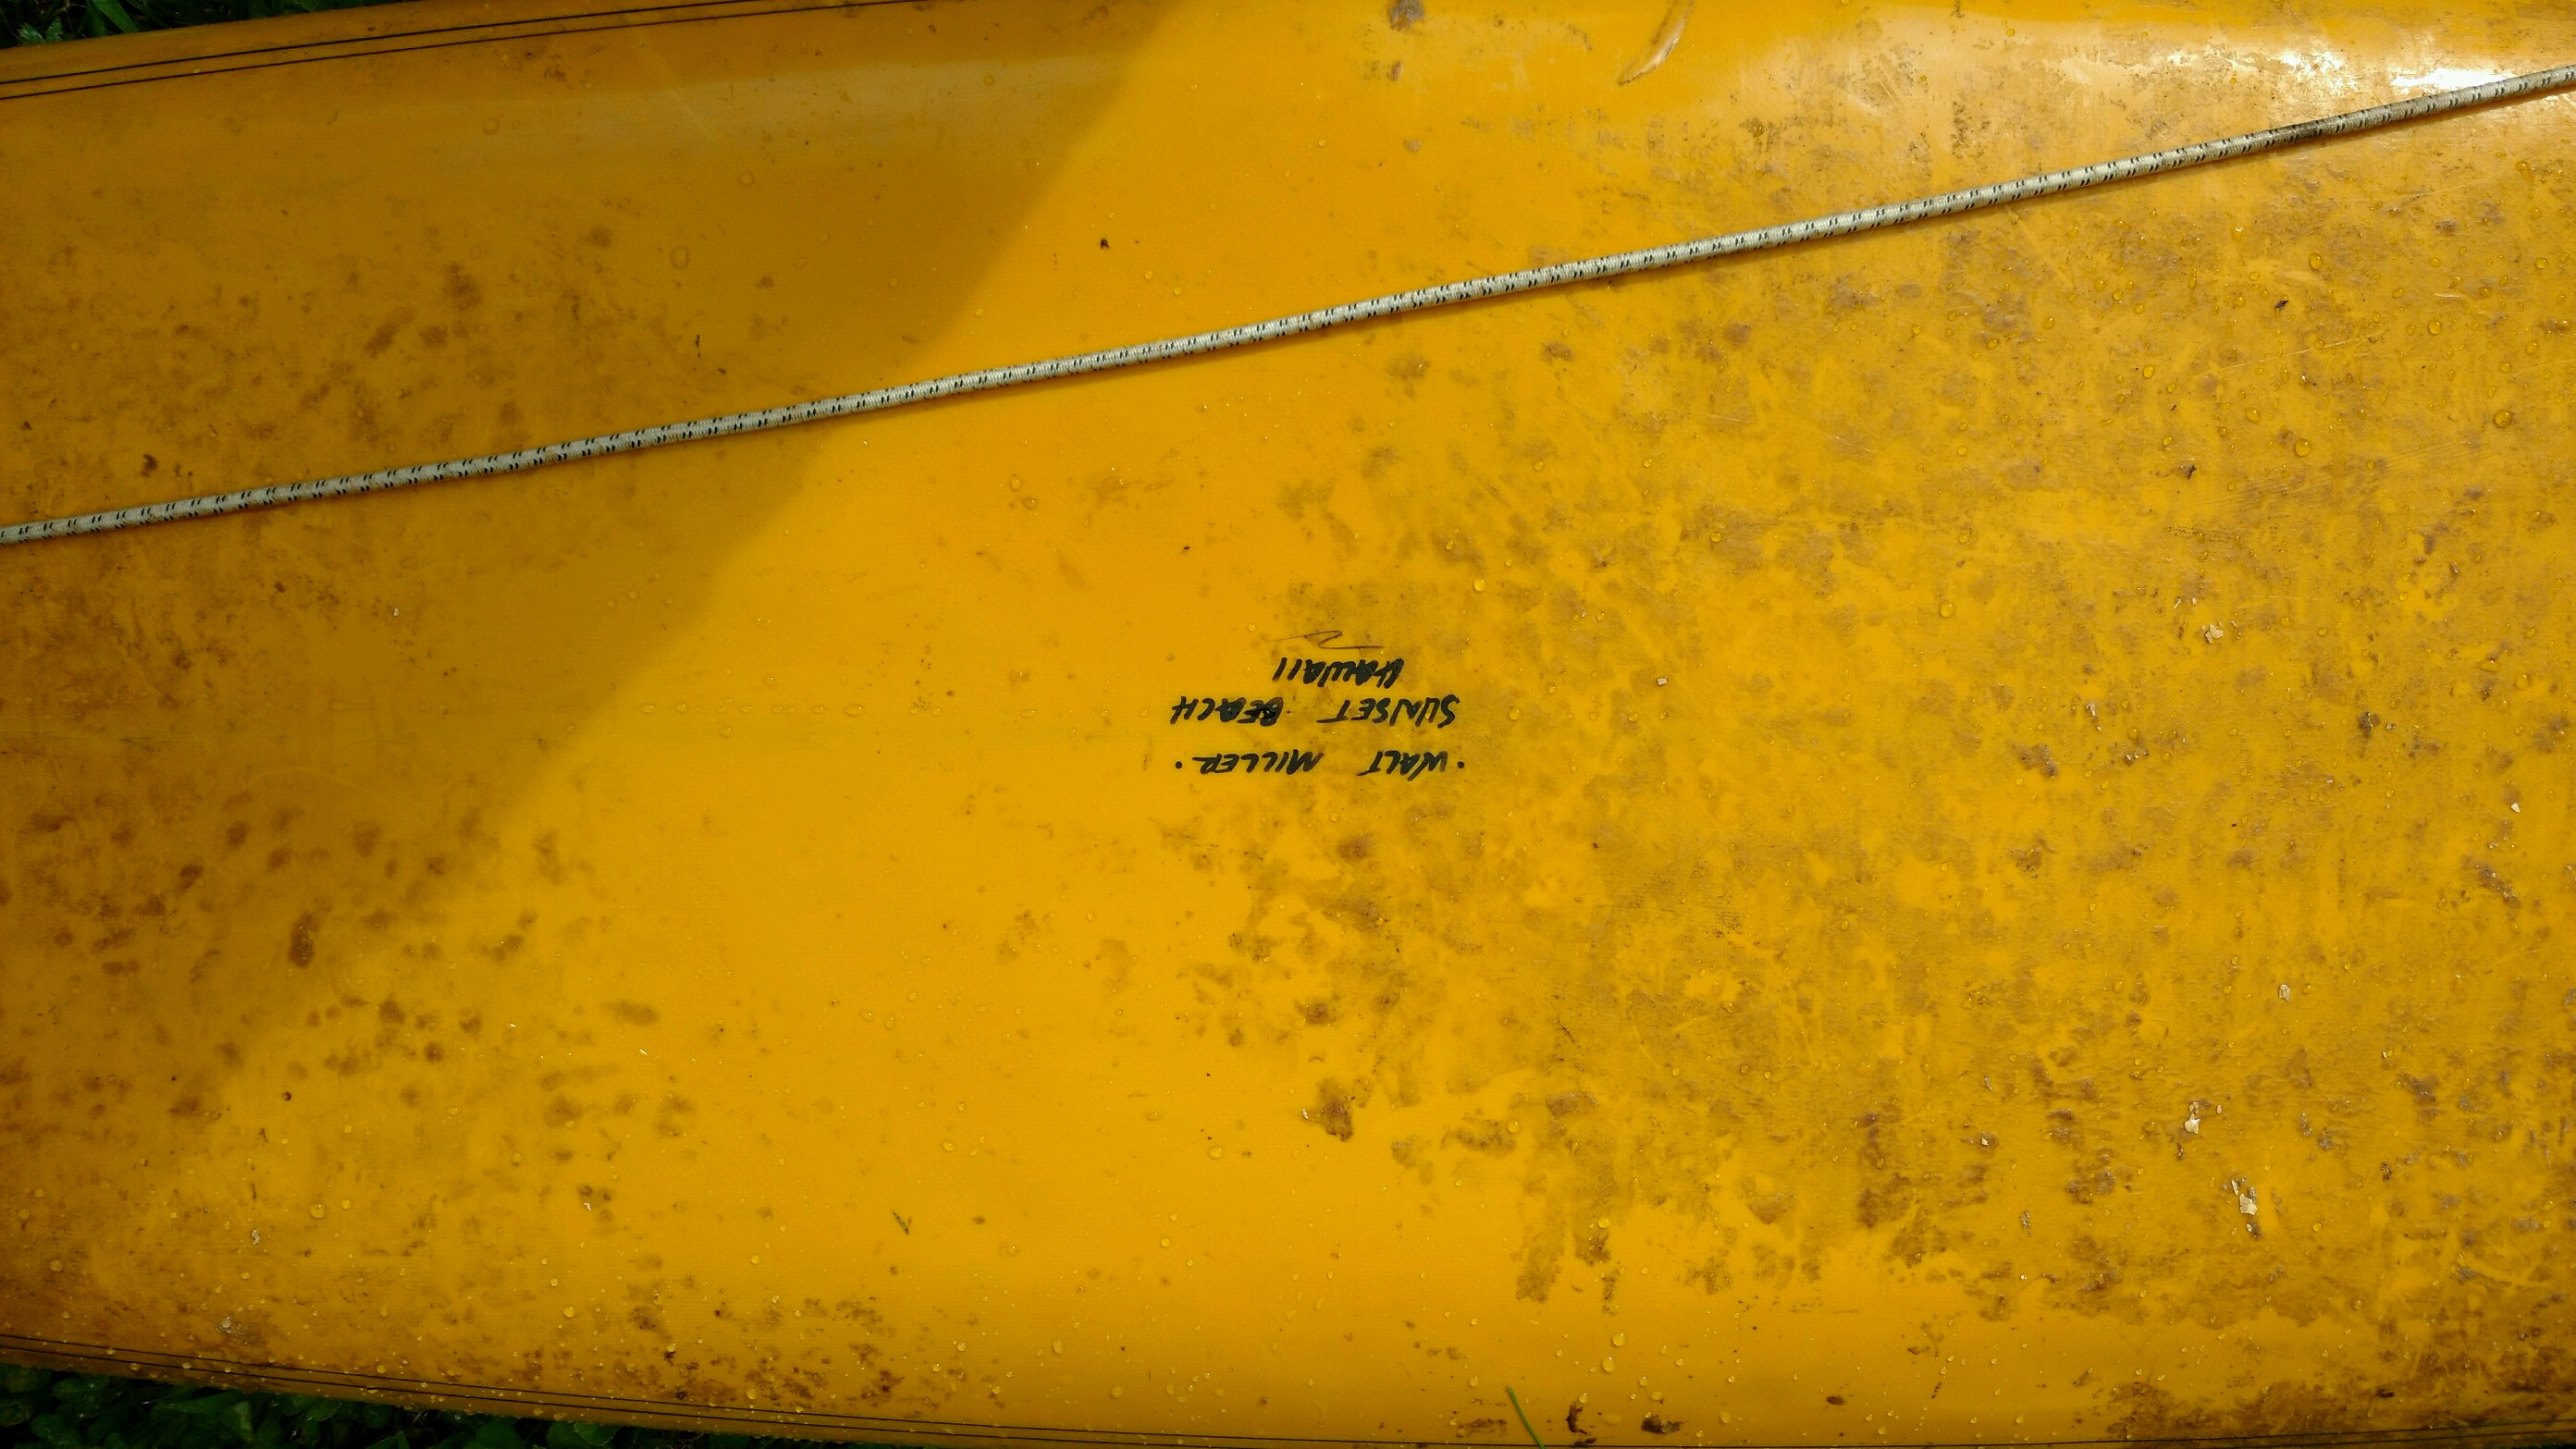 · WALT MILLER ·
SUNSET BEACH
HAWAII